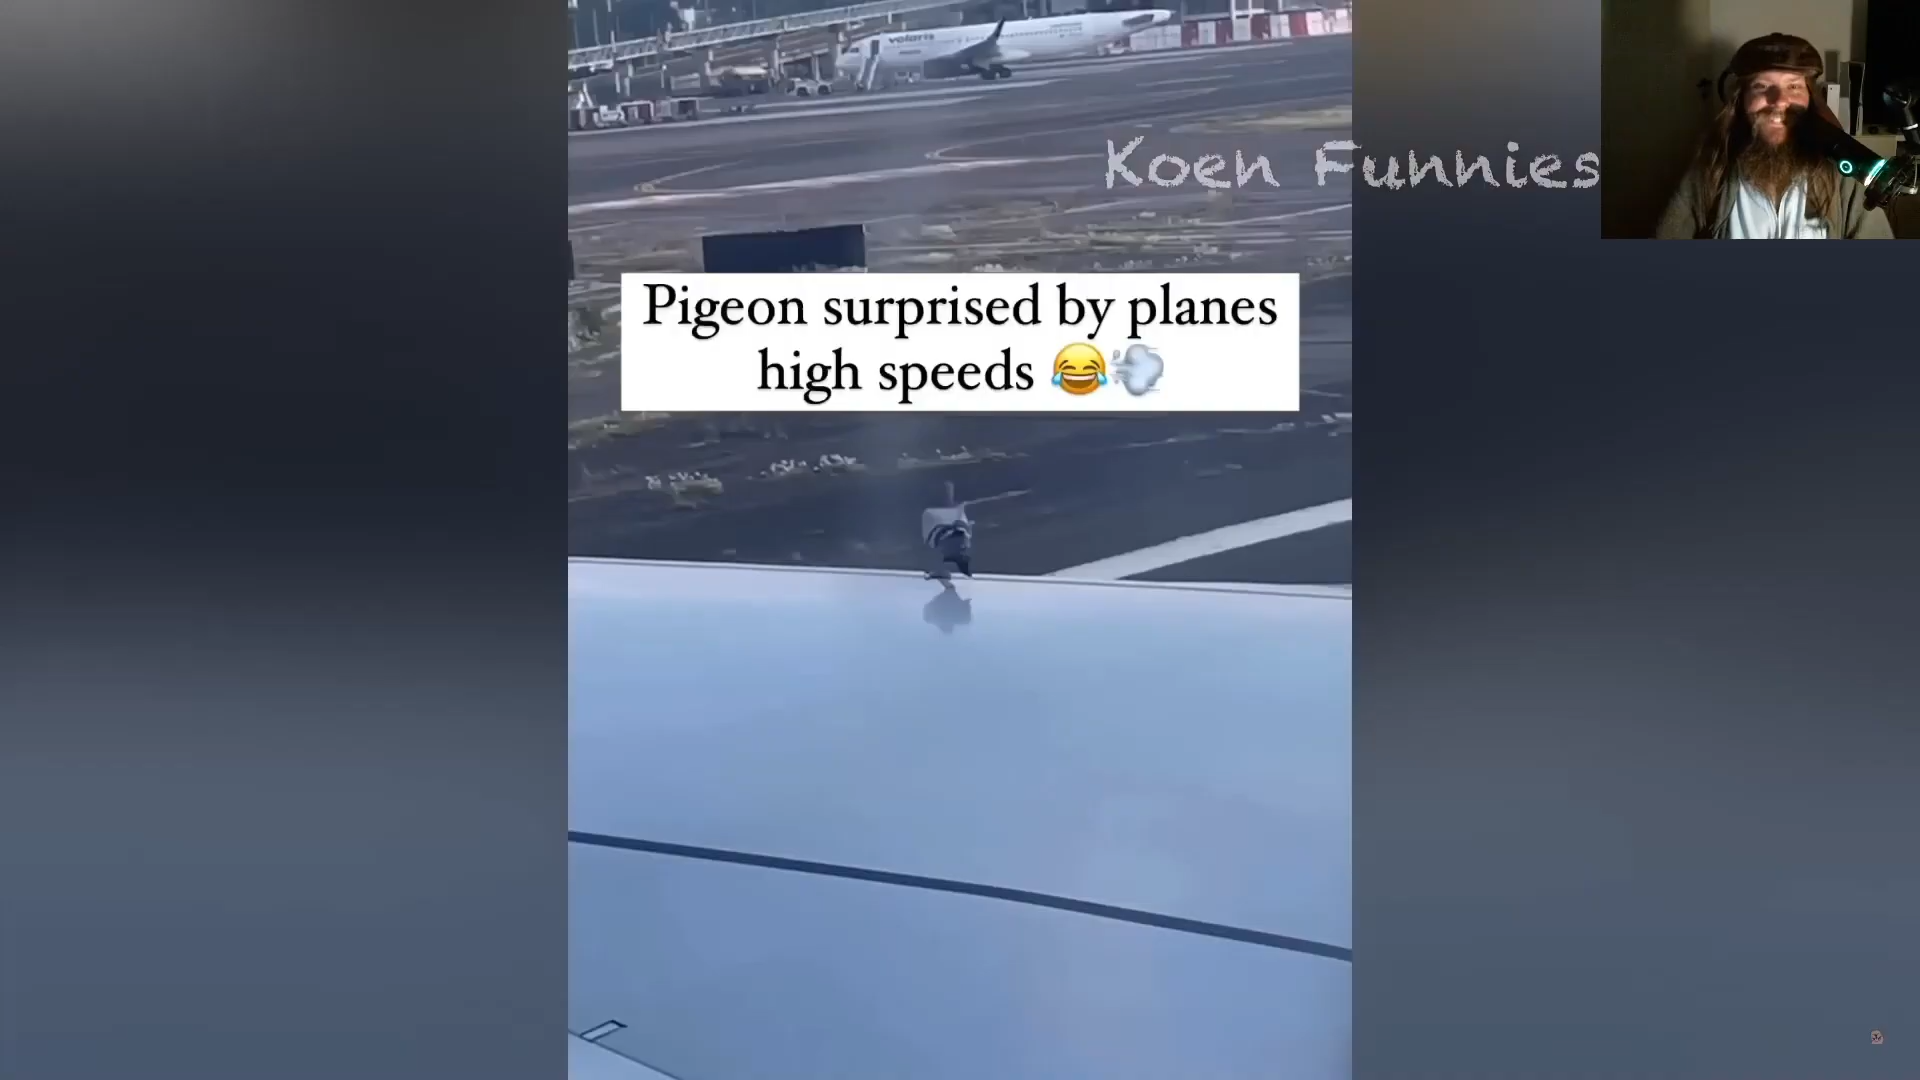 volaris
Koen Funnies
Pigeon surprised by planes
high speeds 😂💨